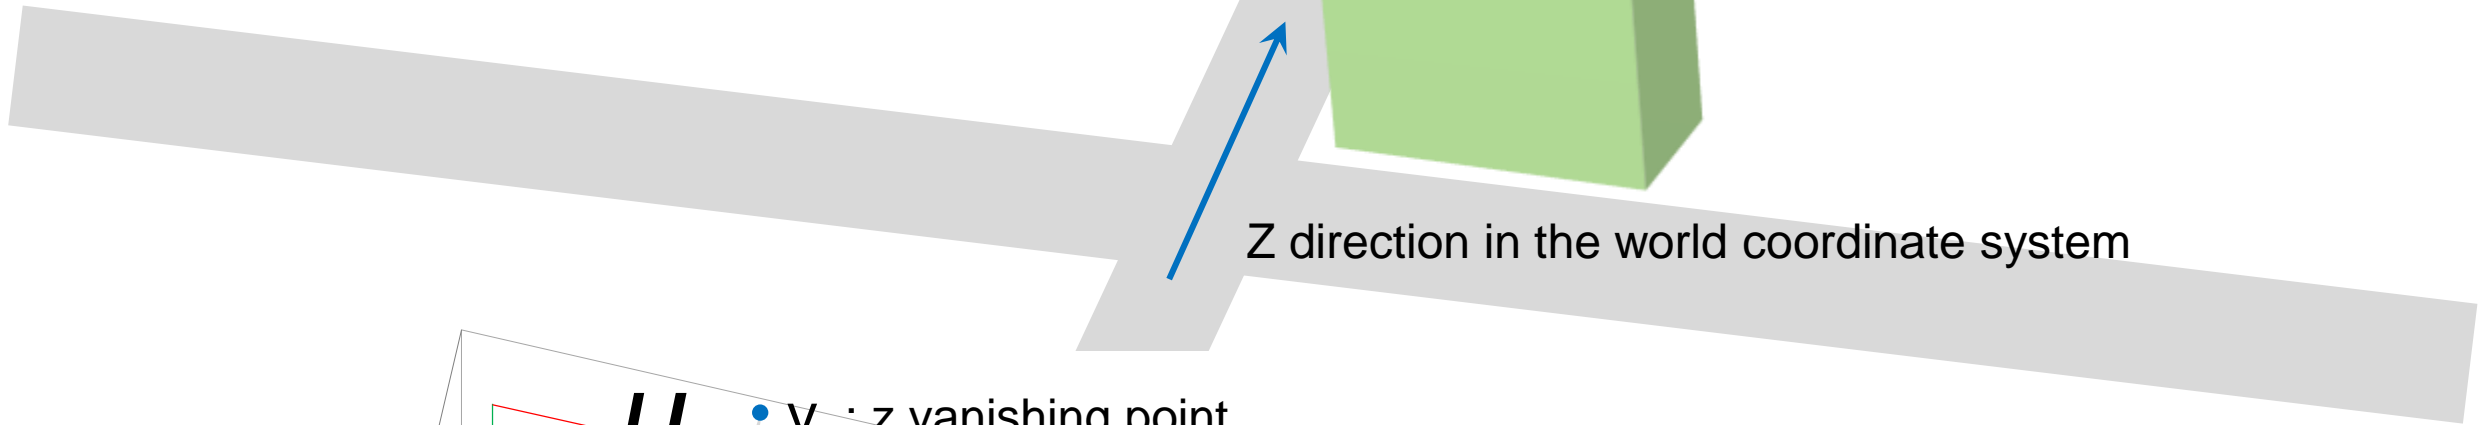 Z direction in the world coordinate system
: z vanishing point